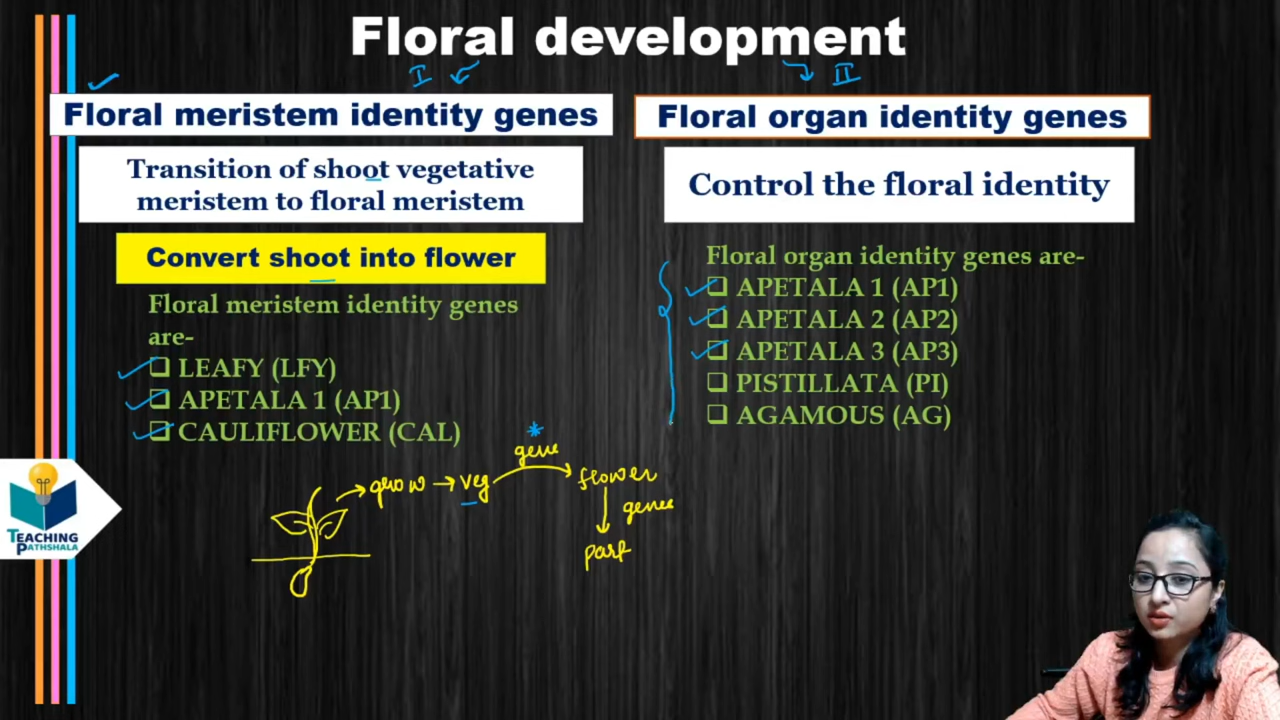 Floral development
I
II
Floral meristem identity genes
Transition of shoot vegetative
meristem to floral meristem
Convert shoot into flower
Floral meristem identity genes
are-
LEAFY (LFY)
APETALA 1 (AP1)
CAULIFLOWER (CAL)
Floral organ identity genes
Control the floral identity
Floral organ identity genes are-
APETALA 1 (AP1)
APETALA 2 (AP2)
APETALA 3 (AP3)
PISTILLATA (PI)
AGAMOUS (AG)
grow → veg
gene
flower
genes
part
TEACHING
PATHSHALA